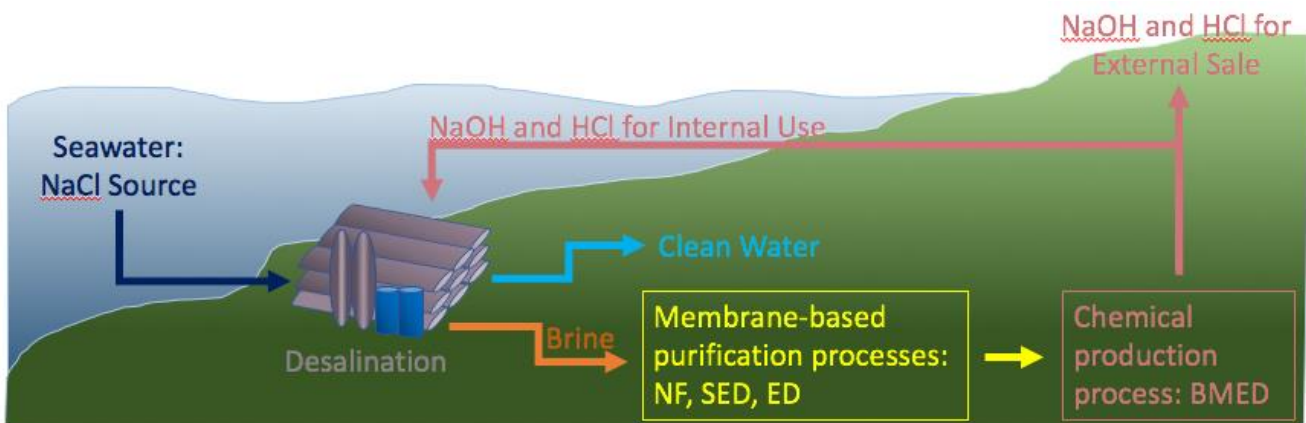 NaOH and HCl for
External Sale
NaOH and HCl for Internal Use
Seawater:
NaCl Source
Clean Water
Brine
Desalination
Membrane-based
purification processes:
NF, SED, ED
Chemical
production
process: BMED